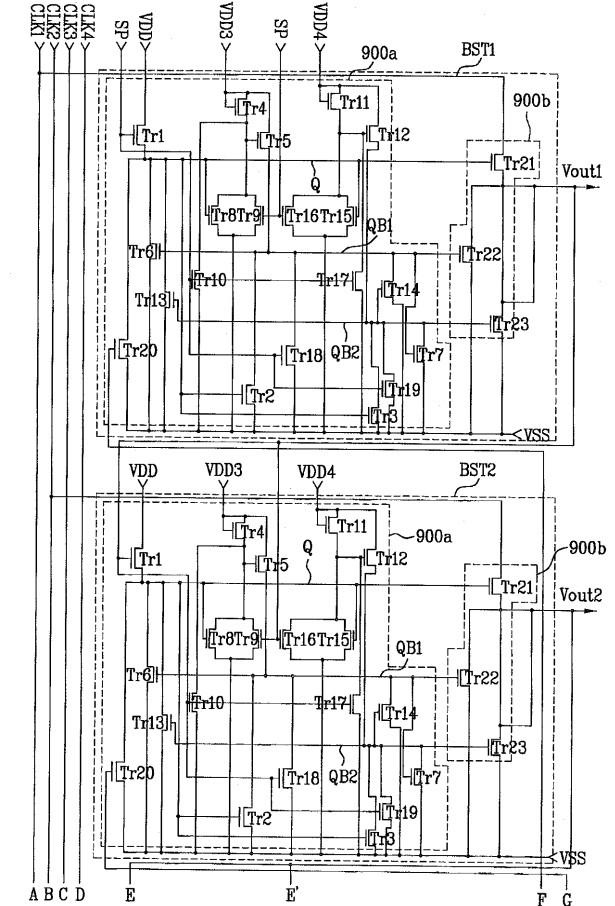 CLK1 CLK2 CLK3 CLK4 SP VDD VDD3 SP VDD4
900a BST1
Tr4 Tr11 900b
Tr1 Tr5 Tr12
Q Tr21 Vout1
Tr8 Tr9 Tr16 Tr15
QB1
Tr6 Tr22
Tr10 Tr17 Tr14
Tr13
Tr23
Tr20 Tr18 QB2 Tr7
Tr2 Tr19
Tr3
VSS
VDD VDD3 VDD4 BST2
Tr4 Tr11 900a
Tr1 Tr5 Tr12 900b
Q Tr21 Vout2
Tr8 Tr9 Tr16 Tr15
QB1
Tr6 Tr22
Tr10 Tr17 Tr14
Tr13
Tr23
Tr20 Tr18 QB2 Tr7
Tr2 Tr19
Tr3
VSS
A B C D E E' F G